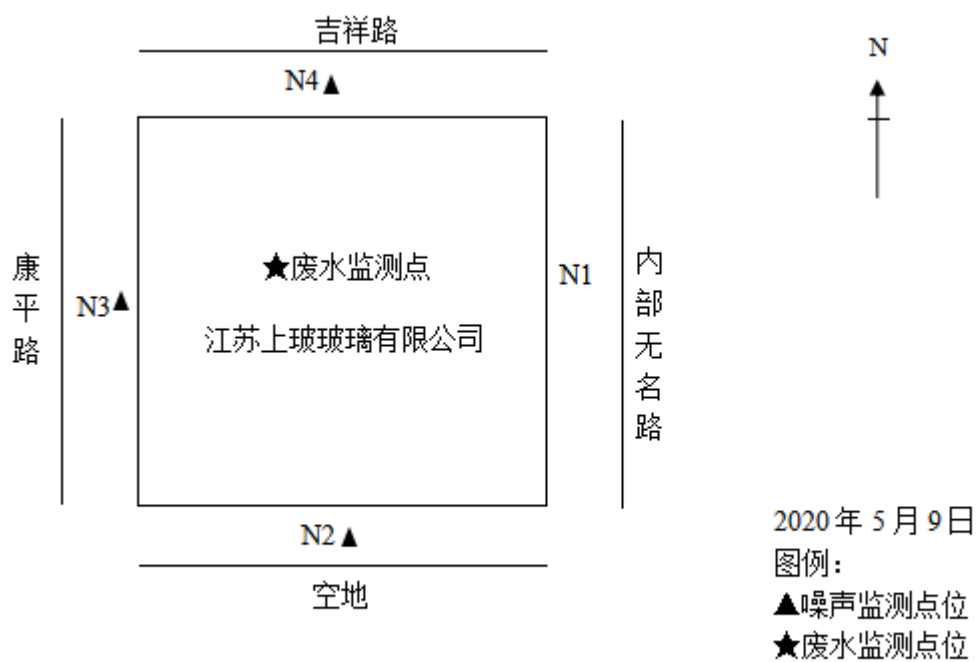 吉祥路
N
N4▲
康平路
★废水监测点
N1
内部无名路
N3▲
江苏上玻玻璃有限公司
N2▲
空地
2020年5月9日
图例：
▲噪声监测点位
★废水监测点位